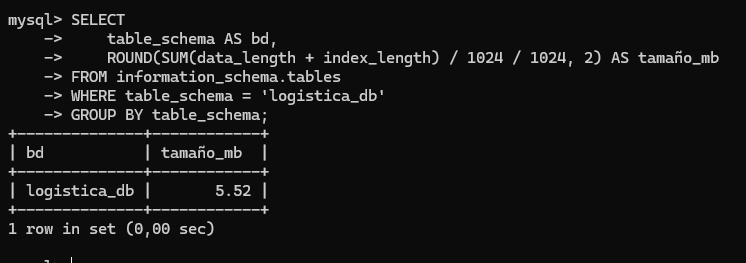 mysql> SELECT
    ->     table_schema AS bd,
    ->     ROUND(SUM(data_length + index_length) / 1024 / 1024, 2) AS tamaño_mb
    -> FROM information_schema.tables
    -> WHERE table_schema = 'logistica_db'
    -> GROUP BY table_schema;
+--------------+------------+
| bd           | tamaño_mb  |
+--------------+------------+
| logistica_db |       5.52 |
+--------------+------------+
1 row in set (0,00 sec)